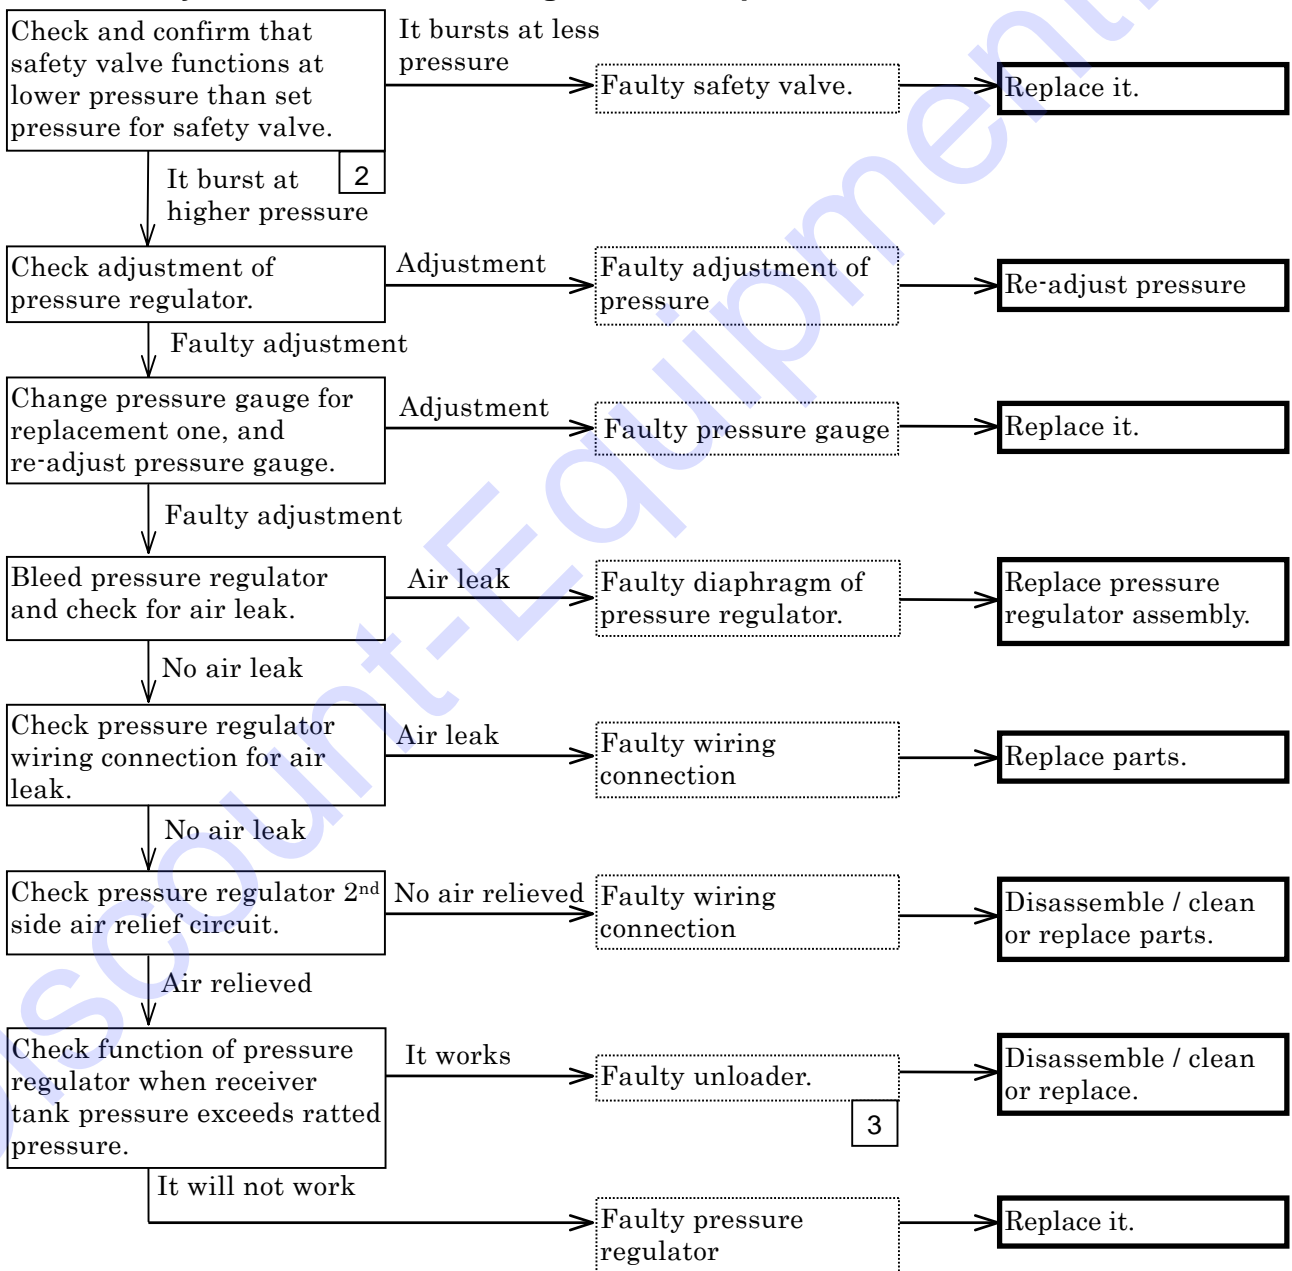 Check and confirm that
safety valve functions at
lower pressure than set
pressure for safety valve.
It bursts at less
pressure
Faulty safety valve.
Replace it.
2
It burst at
higher pressure
Check adjustment of
pressure regulator.
Adjustment
Faulty adjustment of
pressure
Re-adjust pressure
Faulty adjustment
Change pressure gauge for
replacement one, and
re-adjust pressure gauge.
Adjustment
Faulty pressure gauge
Replace it.
Faulty adjustment
Bleed pressure regulator
and check for air leak.
Air leak
Faulty diaphragm of
pressure regulator.
Replace pressure
regulator assembly.
No air leak
Check pressure regulator
wiring connection for air
leak.
Air leak
Faulty wiring
connection
Replace parts.
No air leak
Check pressure regulator 2nd
side air relief circuit.
No air relieved
Faulty wiring
connection
Disassemble / clean
or replace parts.
Air relieved
Check function of pressure
regulator when receiver
tank pressure exceeds ratted
pressure.
It works
Faulty unloader.
Disassemble / clean
or replace.
3
It will not work
Faulty pressure
regulator
Replace it.
Discount-Equipment